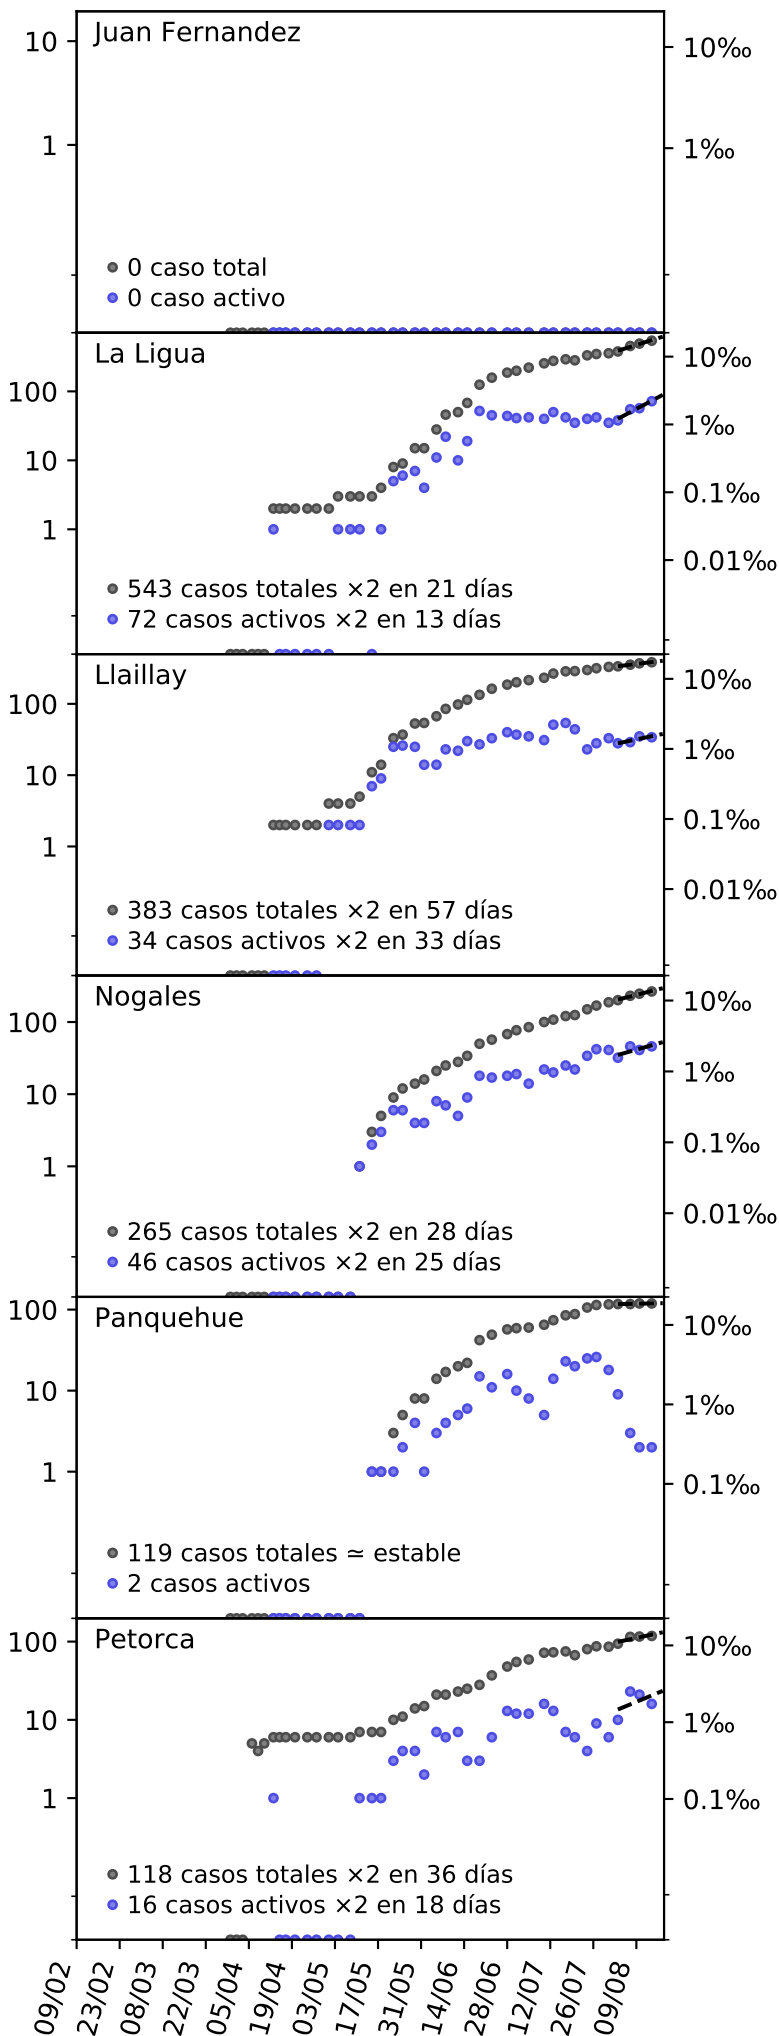 Juan Fernandez
10
10‰
1
1‰
0 caso total
0 caso activo
La Ligua
10‰
100
1‰
10
0.1‰
1
0.01‰
543 casos totales ×2 en 21 días
72 casos activos ×2 en 13 días
Llaillay
10‰
100
1‰
10
0.1‰
1
0.01‰
383 casos totales ×2 en 57 días
34 casos activos ×2 en 33 días
Nogales
10‰
100
1‰
10
0.1‰
1
0.01‰
265 casos totales ×2 en 28 días
46 casos activos ×2 en 25 días
100
Panquehue
10‰
10
1‰
1
0.1‰
119 casos totales ≃ estable
2 casos activos
Petorca
100
10‰
10
1‰
1
0.1‰
118 casos totales ×2 en 36 días
16 casos activos ×2 en 18 días
09/02
23/02
08/03
22/03
05/04
19/04
03/05
17/05
31/05
14/06
28/06
12/07
26/07
09/08